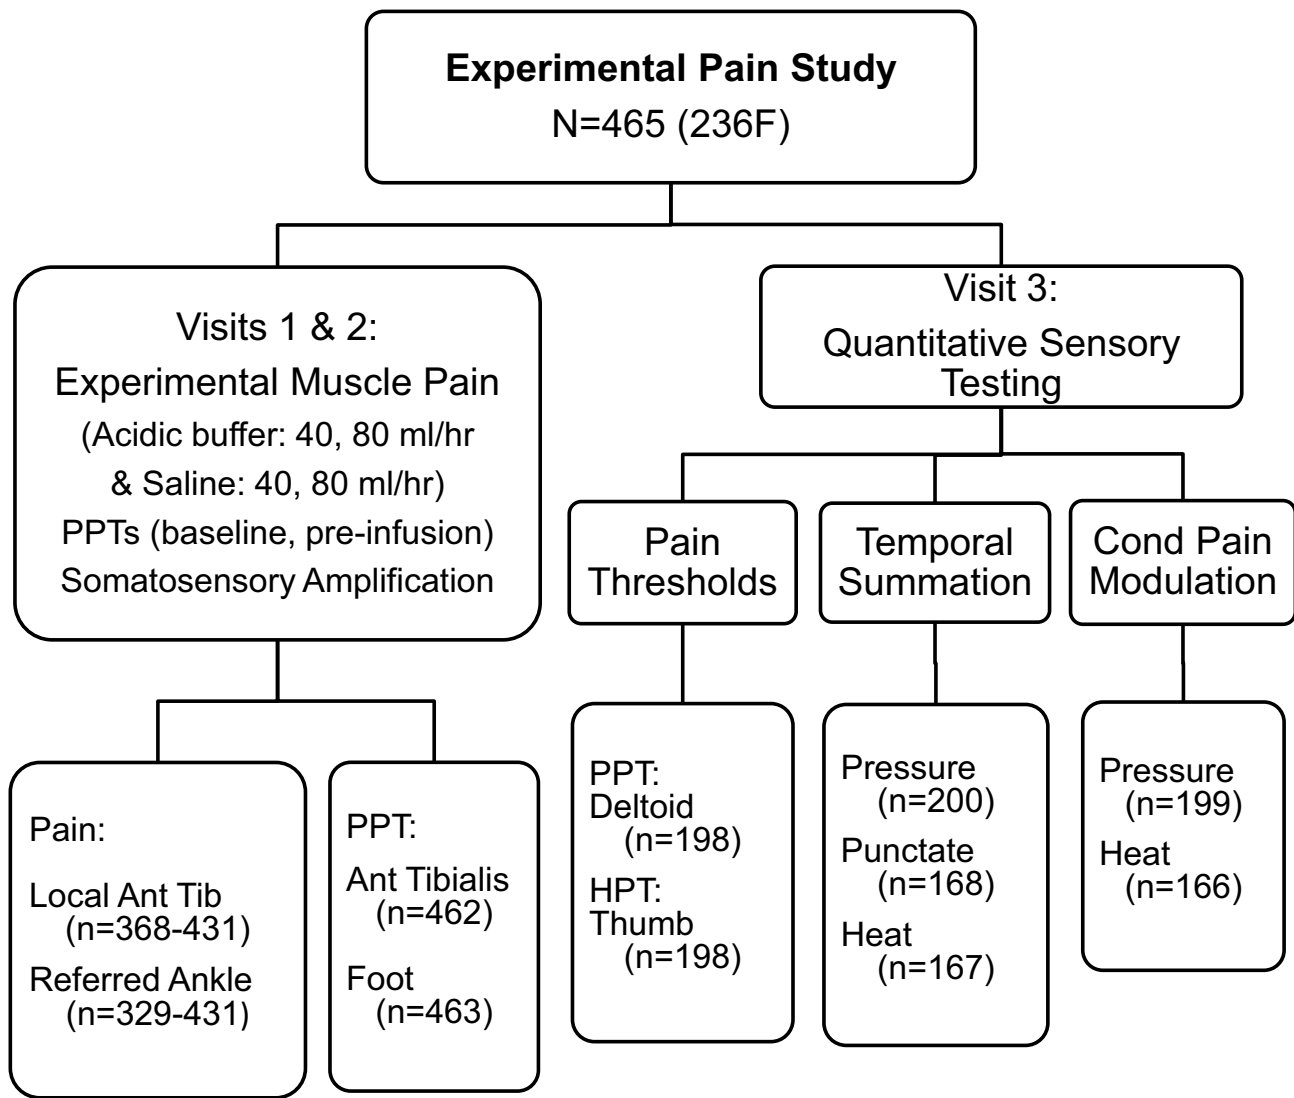 Experimental Pain Study
N=465 (236F)
Visits 1 & 2:
Experimental Muscle Pain
(Acidic buffer: 40, 80 ml/hr
& Saline: 40, 80 ml/hr)
PPTs (baseline, pre-infusion)
Somatosensory Amplification
Visit 3:
Quantitative Sensory
Testing
Pain
Thresholds
Temporal
Summation
Cond Pain
Modulation
Pain:
Local Ant Tib
(n=368-431)
Referred Ankle
(n=329-431)
PPT:
Ant Tibialis
(n=462)
Foot
(n=463)
PPT:
Deltoid
(n=198)
HPT:
Thumb
(n=198)
Pressure
(n=200)
Punctate
(n=168)
Heat
(n=167)
Pressure
(n=199)
Heat
(n=166)